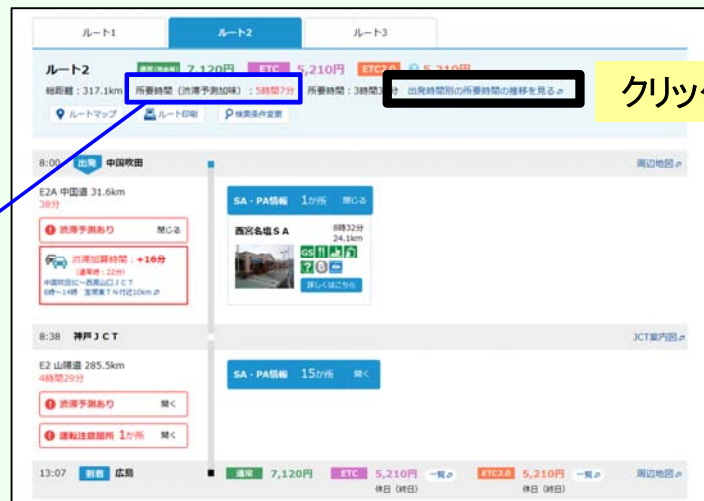 ルート1 ルート2 ルート3
ルート2 通常(現金等) 7,120円 ETC 5,210円 ETC2.0 5,210円
総距離:317.1km 所要時間(渋滞予測加味):5時間7分 所要時間:3時間3 分 出発時間別の所要時間の推移を見る
クリッ
ルートマップ ルート印刷 検索条件変更
8:00 出発 中国吹田 周辺地図
E2A 中国道 31.6km
38分
渋滞予測あり 閉じる
渋滞加算時間:+16分
(通常時:22分)
中国吹田IC~西宮山口JCT
6時~14時 宝塚東TN付近10km
SA・PA情報 1か所 閉じる
西宮名塩SA 8時32分
24.1km
GS
詳しくはこちら
8:38 神戸JCT JCT案内図
E2 山陽道 285.5km
4時間29分
SA・PA情報 15か所 開く
渋滞予測あり 開く
運転注意箇所 1か所 開く
13:07 到着 広島 通常 7,120円 ETC 5,210円 一覧 ETC2.0 5,210円 一覧 周辺地図
休日(終日) 休日(終日)